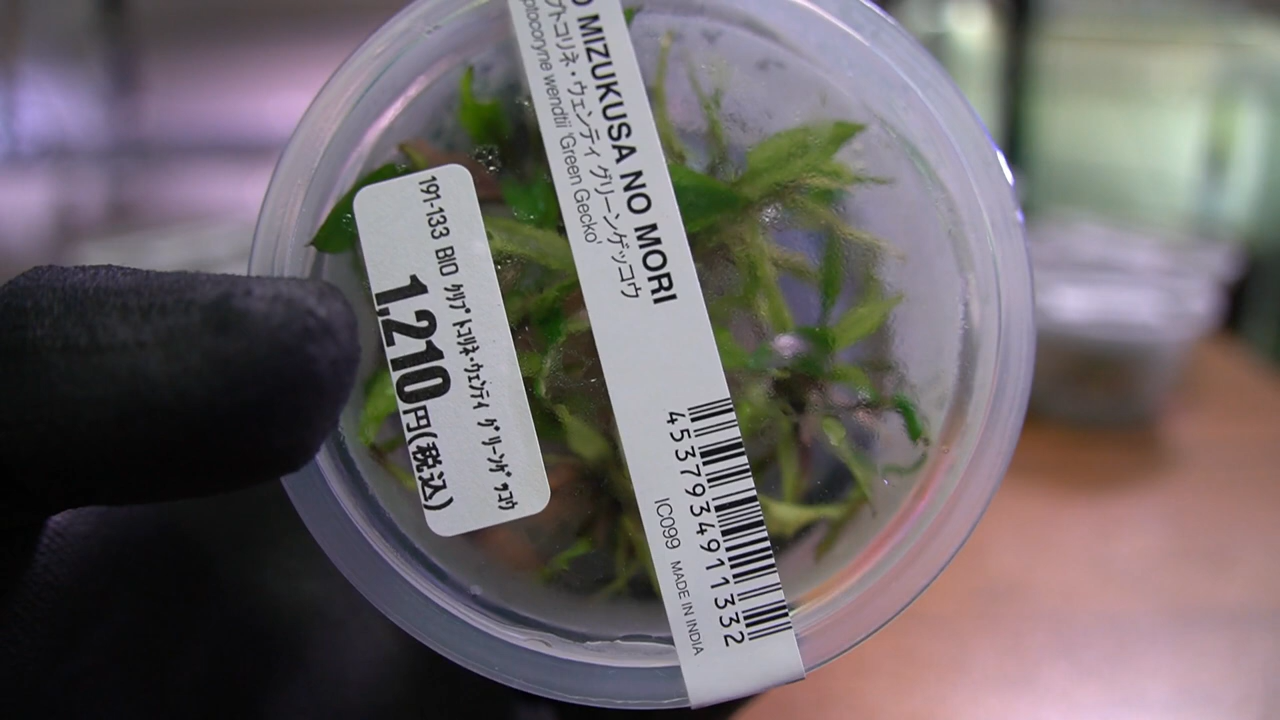 O MIZUKUSA NO MORI
プトコリネ・ウェンティ グリーンゲッコウ
ptocoryne wendtii 'Green Gecko'
4537934911332
IC099 MADE IN INDIA
191-133 BIO ｸﾘﾌﾟﾄｺﾘﾈ･ｳｪﾝﾃｨ ｸﾞﾘｰﾝｹﾞｯｺｳ
1,210円(税込)